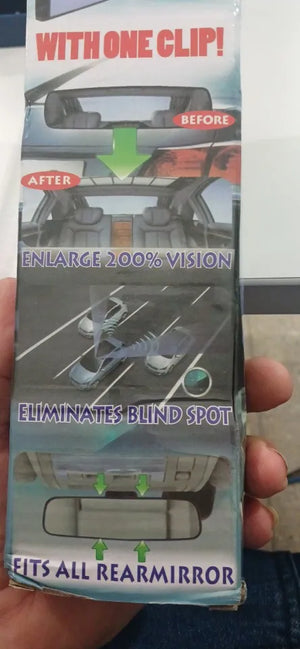 WITH ONE CLIP!
BEFORE
AFTER
ENLARGE 200% VISION
ELIMINATES BLIND SPOT
FITS ALL REARMIRROR